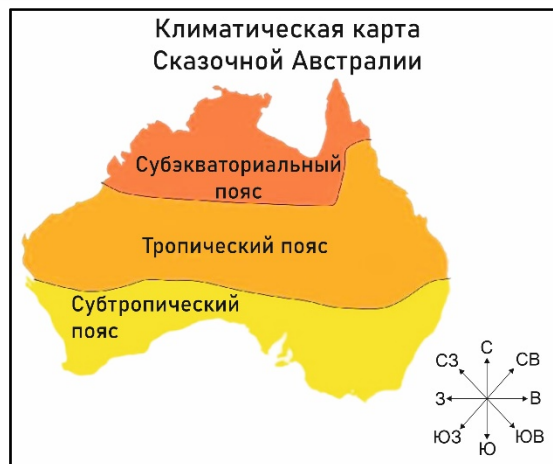 Климатическая карта
Сказочной Австралии
Субэкваториальный
пояс
Тропический пояс
Субтропический
пояс
С
СЗ
СВ
З
В
ЮЗ
ЮВ
Ю